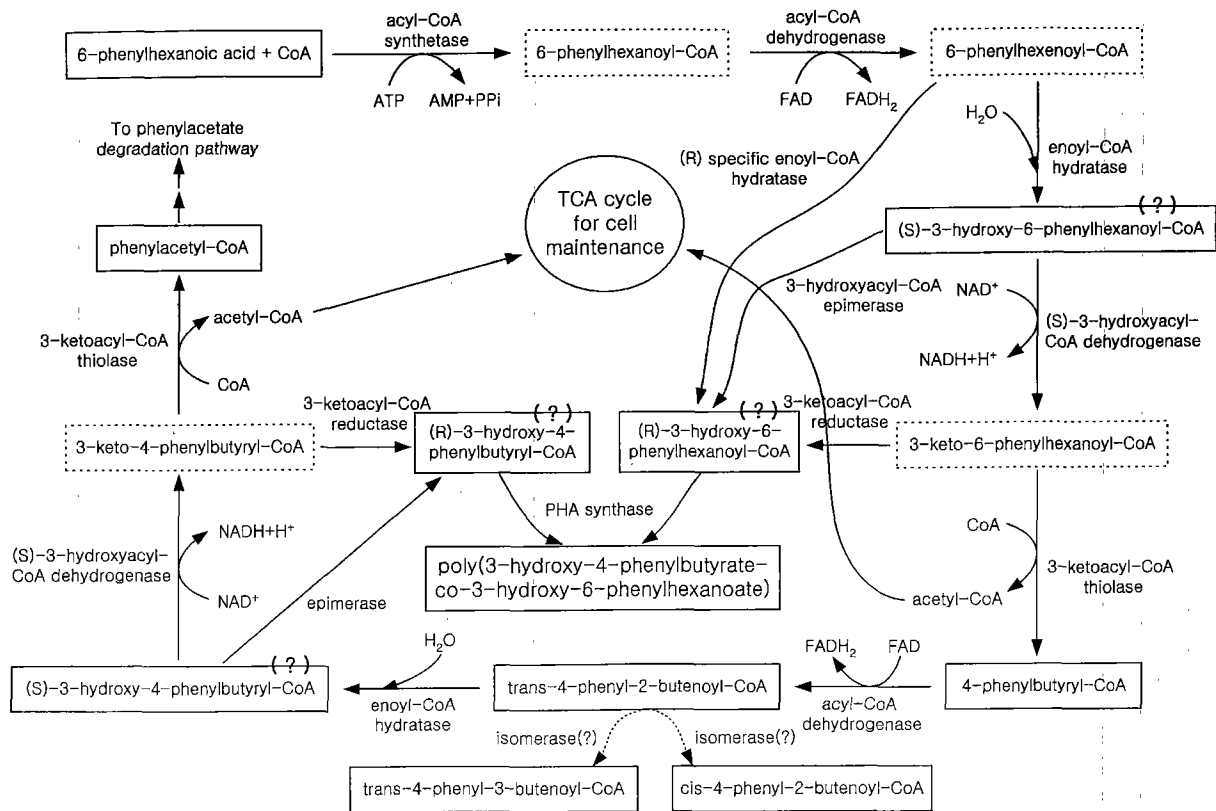 6-phenylhexanoic acid + CoA
acyl-CoA
synthetase
ATP
AMP+PPi
6-phenylhexanoyl-CoA
acyl-CoA
dehydrogenase
FAD
FADH₂
6-phenylhexenoyl-CoA
To phenylacetate
degradation pathway
(R) specific enoyl-CoA
hydratase
H₂O
enoyl-CoA
hydratase
TCA cycle
for cell
maintenance
(?)
(S)-3-hydroxy-6-phenylhexanoyl-CoA
phenylacetyl-CoA
3-hydroxyacyl-CoA
epimerase
NAD⁺
(S)-3-hydroxyacyl-
CoA dehydrogenase
NADH+H⁺
acetyl-CoA
3-ketoacyl-CoA
thiolase
CoA
3-ketoacyl-CoA
reductase
(?)
(R)-3-hydroxy-4-
phenylbutyryl-CoA
(?)
(R)-3-hydroxy-6-
phenylhexanoyl-CoA
3-ketoacyl-CoA
reductase
3-keto-4-phenylbutyryl-CoA
3-keto-6-phenylhexanoyl-CoA
PHA synthase
NADH+H⁺
(S)-3-hydroxyacyl-
CoA dehydrogenase
NAD⁺
epimerase
poly(3-hydroxy-4-phenylbutyrate-
co-3-hydroxy-6-phenylhexanoate)
CoA
3-ketoacyl-CoA
thiolase
acetyl-CoA
(?)
(S)-3-hydroxy-4-phenylbutyryl-CoA
H₂O
enoyl-CoA
hydratase
trans-4-phenyl-2-butenoyl-CoA
FADH₂
FAD
acyl-CoA
dehydrogenase
4-phenylbutyryl-CoA
isomerase(?)
isomerase(?)
trans-4-phenyl-3-butenoyl-CoA
cis-4-phenyl-2-butenoyl-CoA